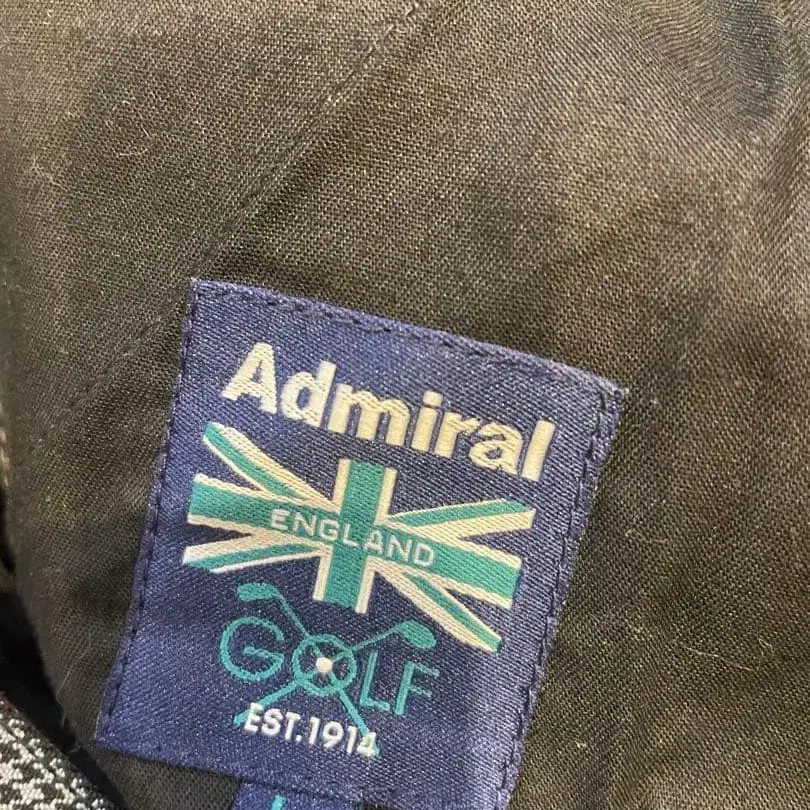 Admiral
ENGLAND
GOLF
EST.1914